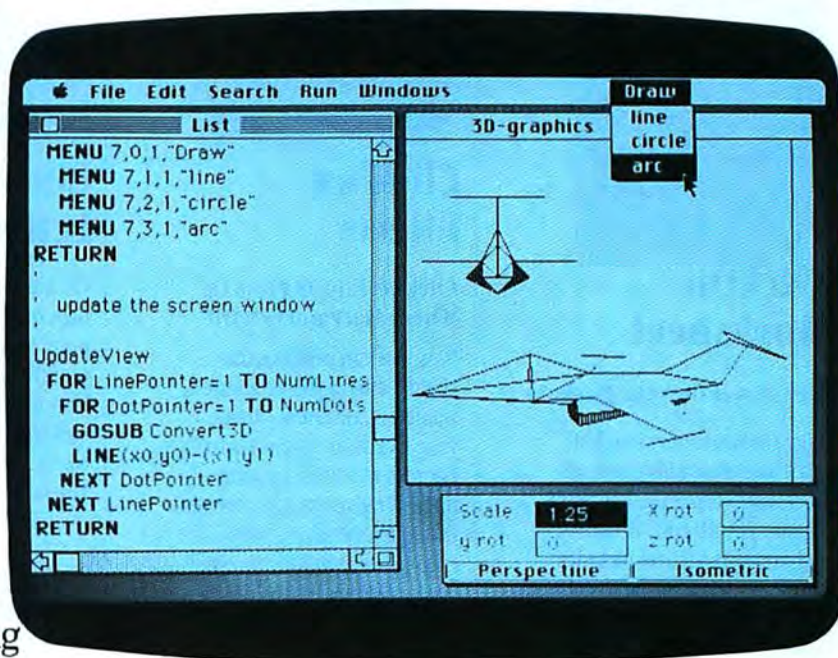 File Edit Search Run Windows Draw
List
MENU 7,0,1,"Draw"
MENU 7,1,1,"line"
MENU 7,2,1,"circle"
MENU 7,3,1,"arc"
RETURN
'
' update the screen window
'
UpdateView
FOR LinePointer=1 TO NumLines
FOR DotPointer=1 TO NumDots
GOSUB Convert3D
LINE(x0,y0)-(x1,y1)
NEXT DotPointer
NEXT LinePointer
RETURN
3D-graphics
line
circle
arc
Scale 1.25 X rot 0
y rot 0 z rot 0
Perspective Isometric
g